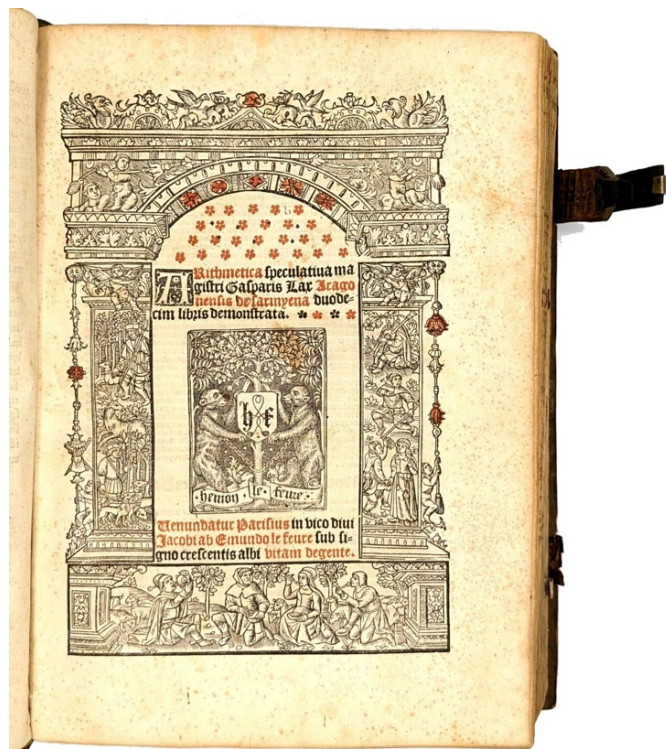 ARithmetica speculatiua ma
gistri Gasparis Lax Arago
nensis de sarinyena duode-
cim libris demonstrata.
h f
hemon le feure
Uenundatur Parisius in vico diui
Jacobi ab Emundo le feure sub si-
gno crescentis albi vitam degente.